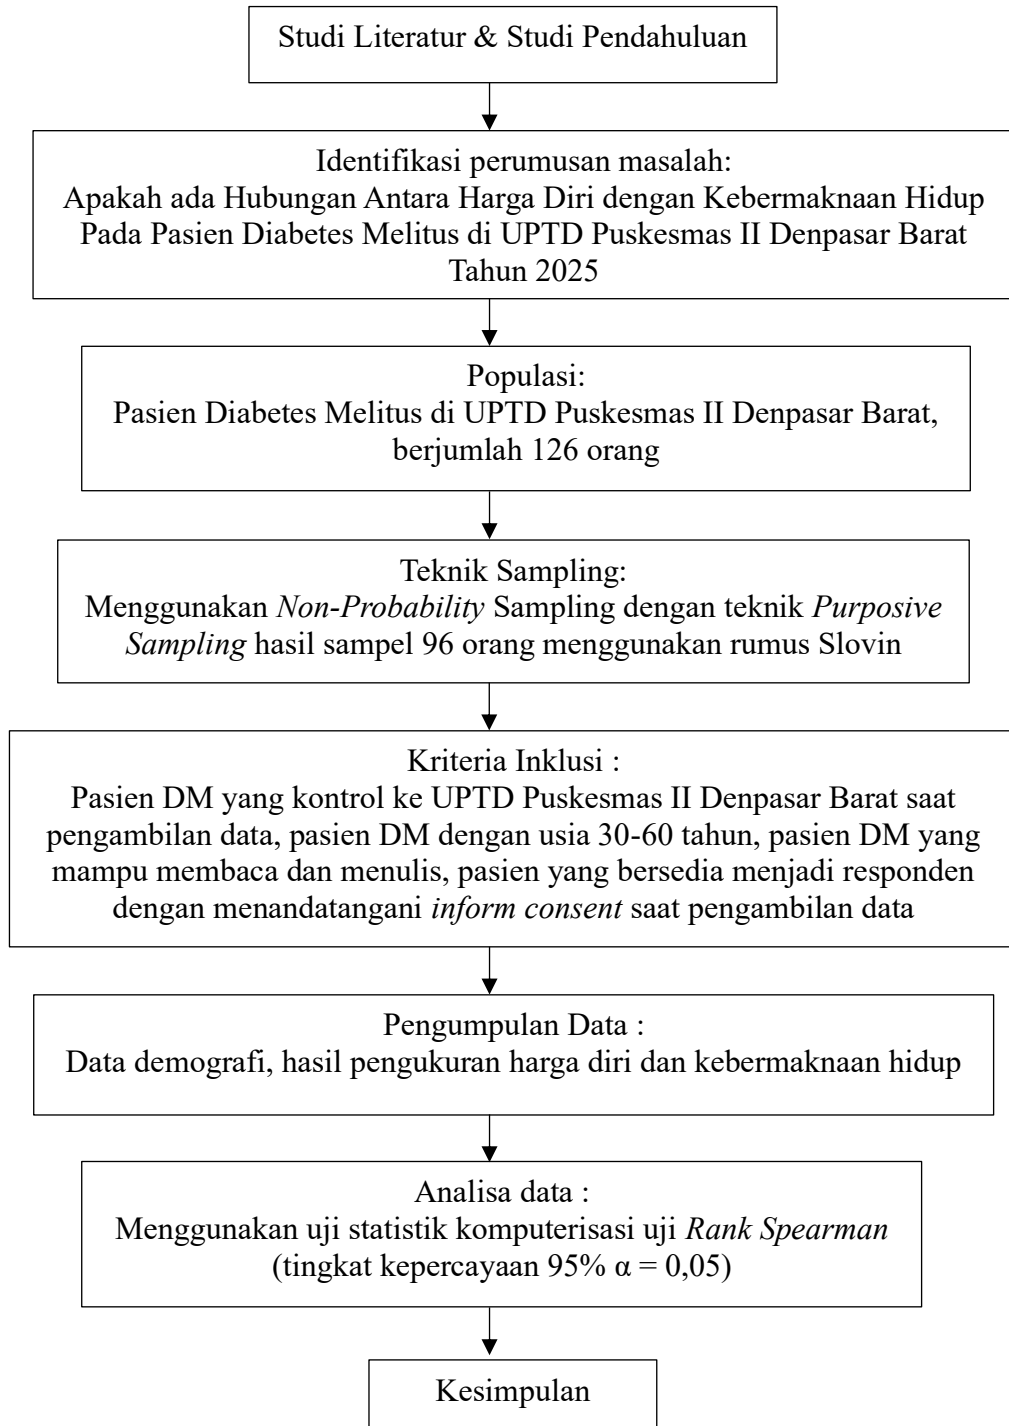 Studi Literatur & Studi Pendahuluan
Identifikasi perumusan masalah:
Apakah ada Hubungan Antara Harga Diri dengan Kebermaknaan Hidup
Pada Pasien Diabetes Melitus di UPTD Puskesmas II Denpasar Barat
Tahun 2025
Populasi:
Pasien Diabetes Melitus di UPTD Puskesmas II Denpasar Barat,
berjumlah 126 orang
Teknik Sampling:
Menggunakan Non-Probability Sampling dengan teknik Purposive
Sampling hasil sampel 96 orang menggunakan rumus Slovin
Kriteria Inklusi :
Pasien DM yang kontrol ke UPTD Puskesmas II Denpasar Barat saat
pengambilan data, pasien DM dengan usia 30-60 tahun, pasien DM yang
mampu membaca dan menulis, pasien yang bersedia menjadi responden
dengan menandatangani inform consent saat pengambilan data
Pengumpulan Data :
Data demografi, hasil pengukuran harga diri dan kebermaknaan hidup
Analisa data :
Menggunakan uji statistik komputerisasi uji Rank Spearman
(tingkat kepercayaan 95% α = 0,05)
Kesimpulan